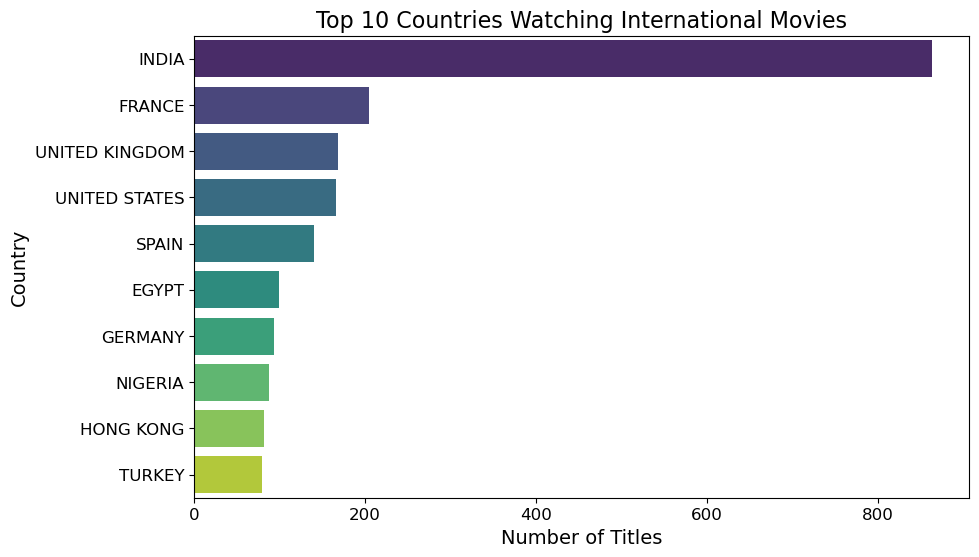 Top 10 Countries Watching International Movies
INDIA
FRANCE
UNITED KINGDOM
UNITED STATES
SPAIN
EGYPT
GERMANY
NIGERIA
HONG KONG
TURKEY
Country
0 200 400 600 800
Number of Titles